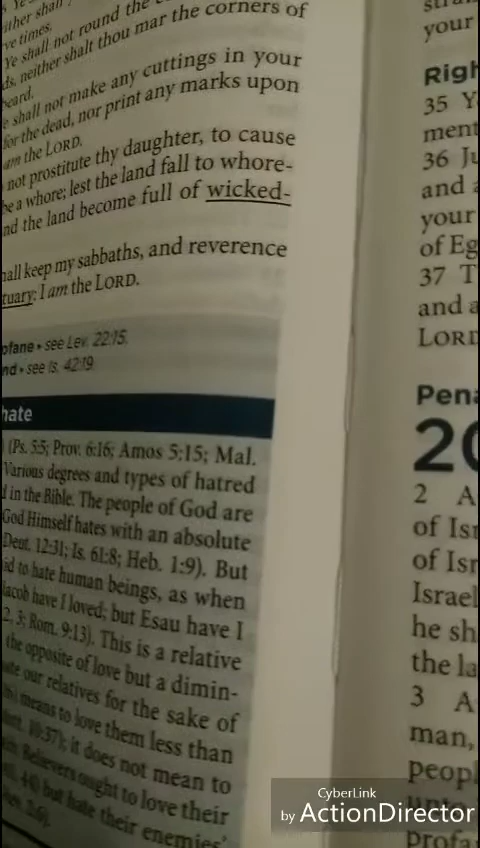 ither shall
ve times.
Ye shall not round the
ds, neither shalt thou mar the corners of
beard.
e shall not make any cuttings in your
for the dead, nor print any marks upon
am the LORD.
not prostitute thy daughter, to cause
be a whore; lest the land fall to whore-
nd the land become full of wicked-
hall keep my sabbaths, and reverence
tuary: I am the LORD.
ofane • see Lev. 22:15.
nd • see Is. 42:19.
hate
(Ps. 5:5; Prov. 6:16; Amos 5:15; Mal.
Various degrees and types of hatred
d in the Bible. The people of God are
God Himself hates with an absolute
Deut. 12:31; Is. 61:8; Heb. 1:9). But
id to hate human beings, as when
Jacob have I loved; but Esau have I
2, 3; Rom. 9:13). This is a relative
the opposite of love but a dimin-
ate our relatives for the sake of
means to love them less than
10:37); it does not mean to
Believers ought to love their
44) but hate their enemies'
your
Righ
35 Y
ment
36 Ju
and a
your
of Eg
37 T
and a
LORD
Pena
20
2 A
of Isr
of Isr
Israel
he sh
the la
3 A
man,
peopl
unto
profa
CyberLink
by ActionDirector